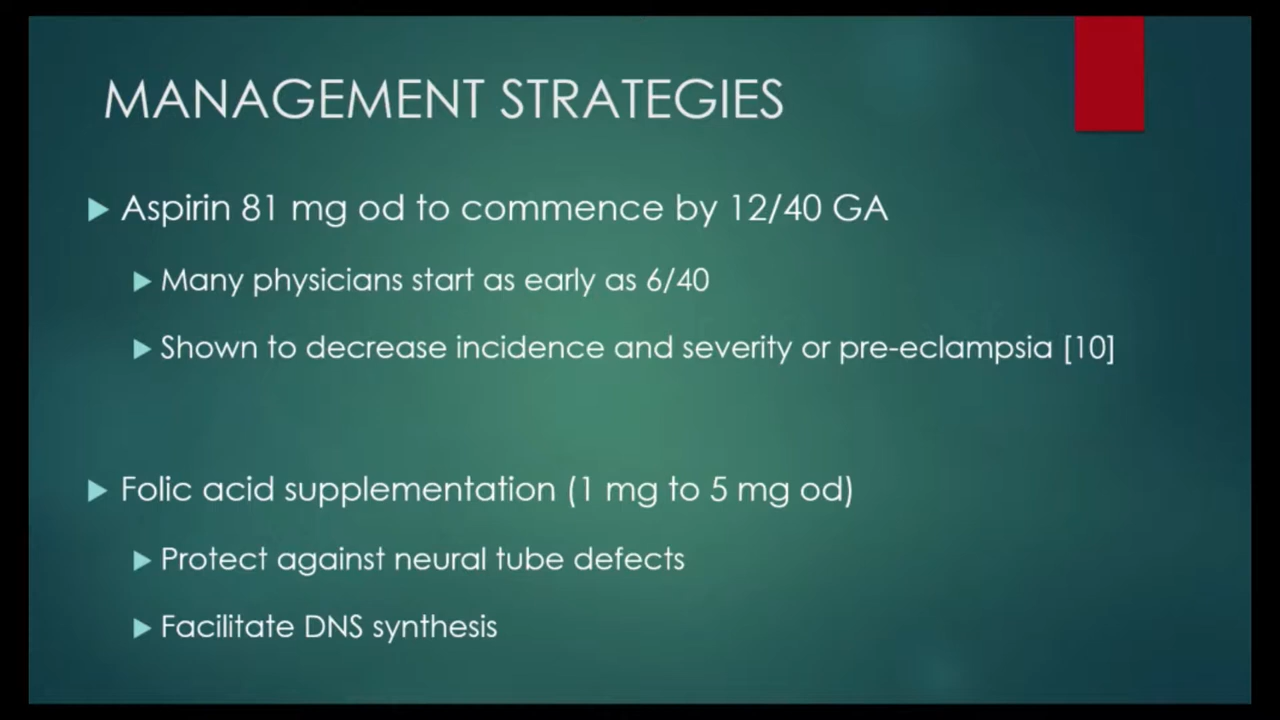 MANAGEMENT STRATEGIES
Aspirin 81 mg od to commence by 12/40 GA
Many physicians start as early as 6/40
Shown to decrease incidence and severity or pre-eclampsia [10]
Folic acid supplementation (1 mg to 5 mg od)
Protect against neural tube defects
Facilitate DNS synthesis